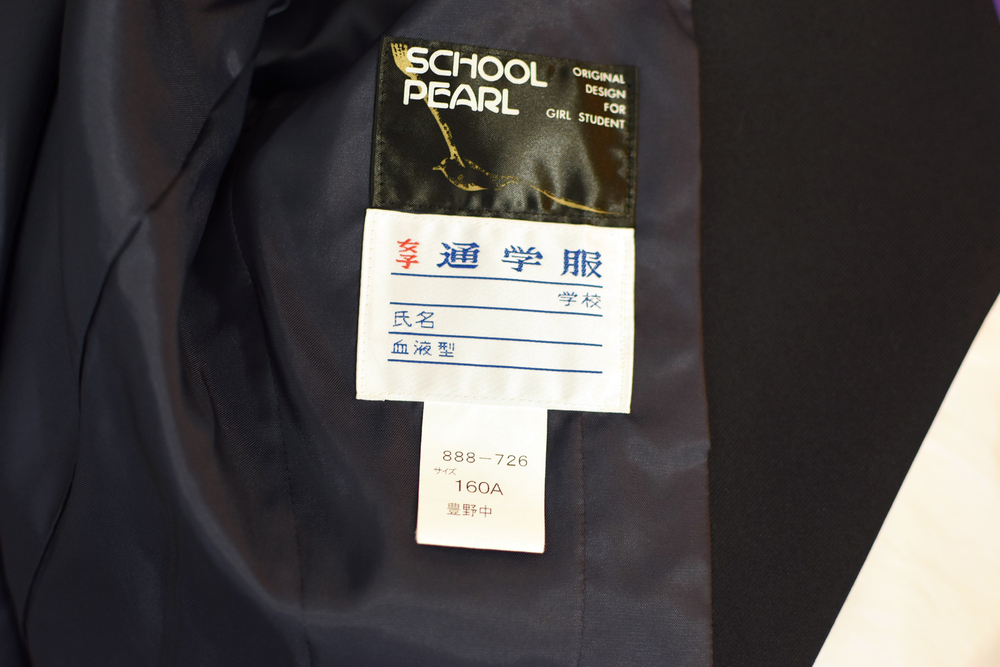 SCHOOL
PEARL
ORIGINAL
DESIGN
FOR
GIRL STUDENT
女子 通学服
学校
氏名
血液型
888-726
サイズ
160A
豊野中